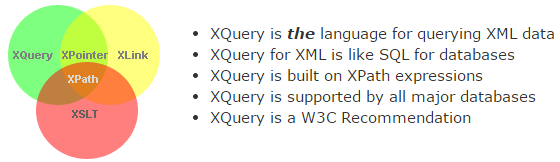 XQuery XPointer XLink
XPath
XSLT
XQuery is the language for querying XML data
XQuery for XML is like SQL for databases
XQuery is built on XPath expressions
XQuery is supported by all major databases
XQuery is a W3C Recommendation